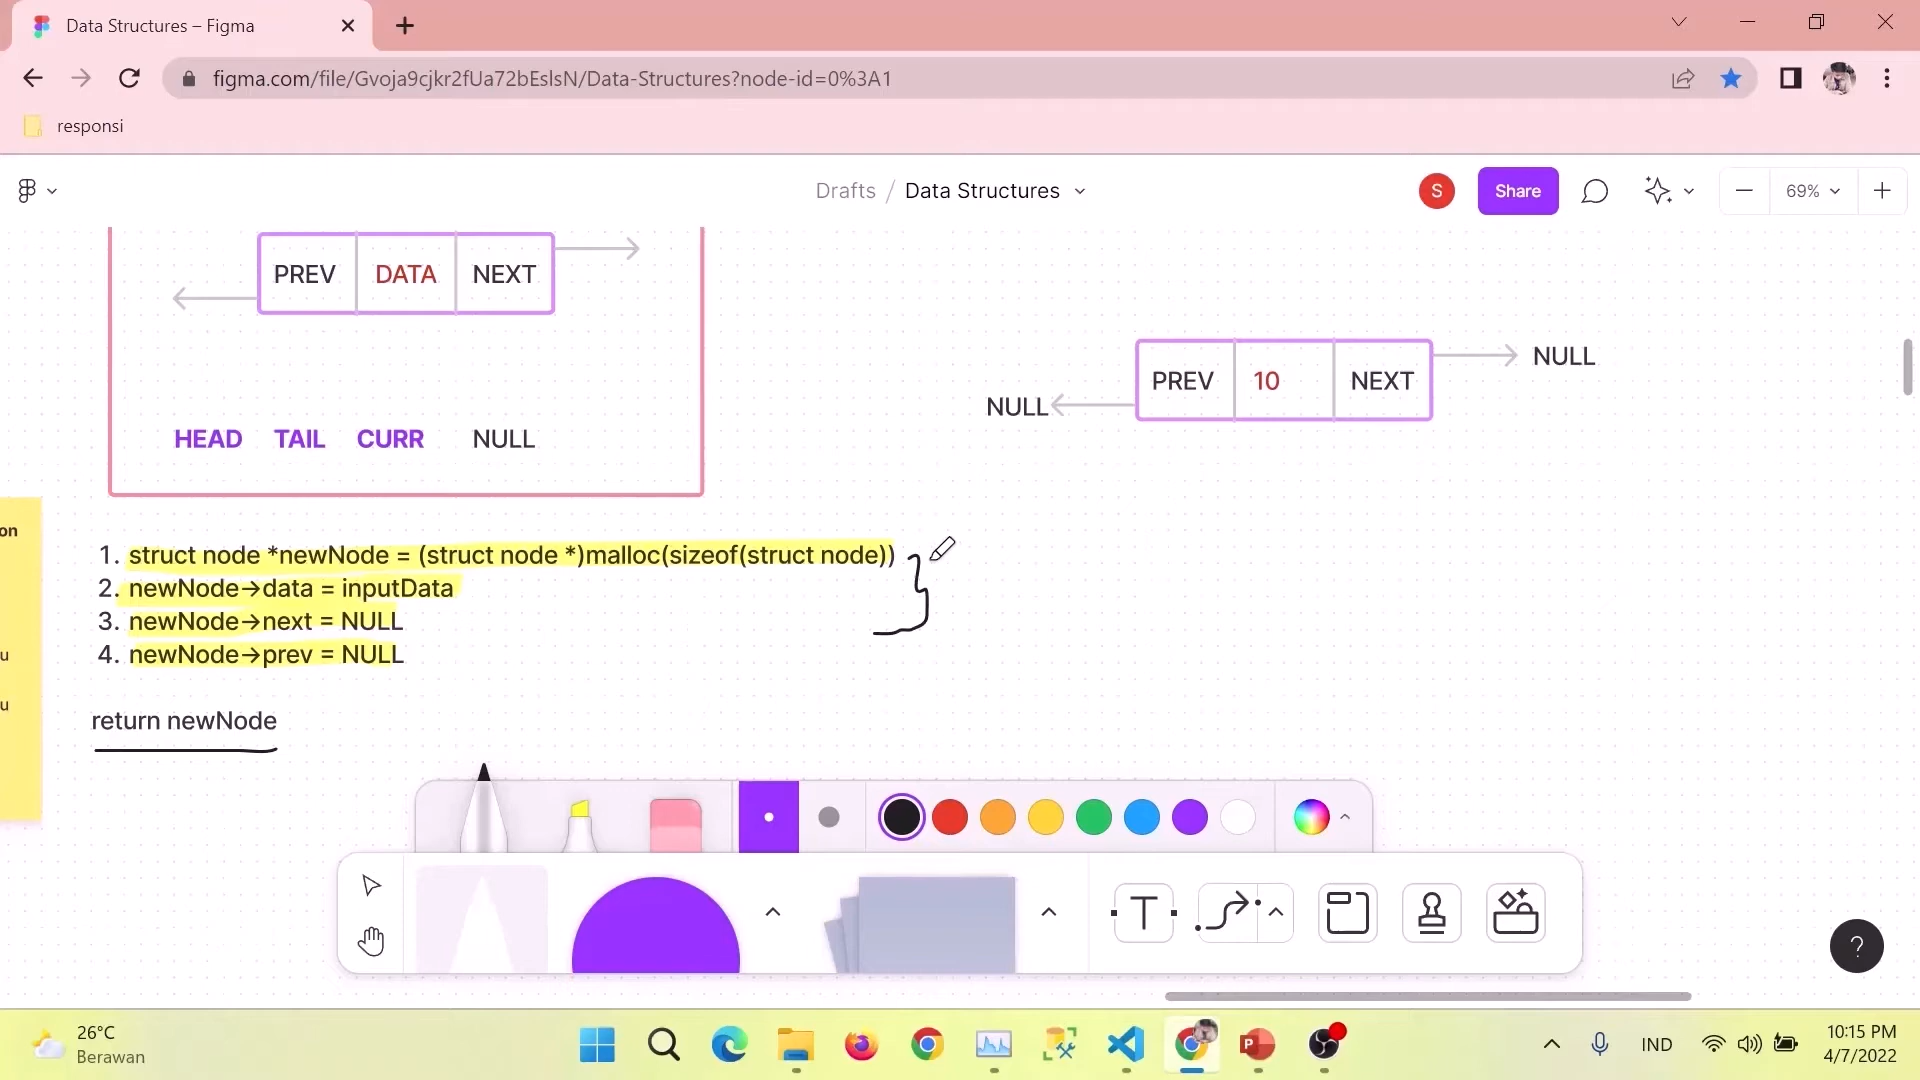 Data Structures – Figma
figma.com/file/Gvoja9cjkr2fUa72bEslsN/Data-Structures?node-id=0%3A1
responsi
Drafts / Data Structures
S
Share
69%
PREV DATA NEXT
NULL
PREV 10 NEXT
NULL
HEAD TAIL CURR NULL
on
1. struct node *newNode = (struct node *)malloc(sizeof(struct node))
2. newNode→data = inputData
3. newNode→next = NULL
4. newNode→prev = NULL
u
u
return newNode
T
?
26°C
Berawan
P
IND
10:15 PM
4/7/2022